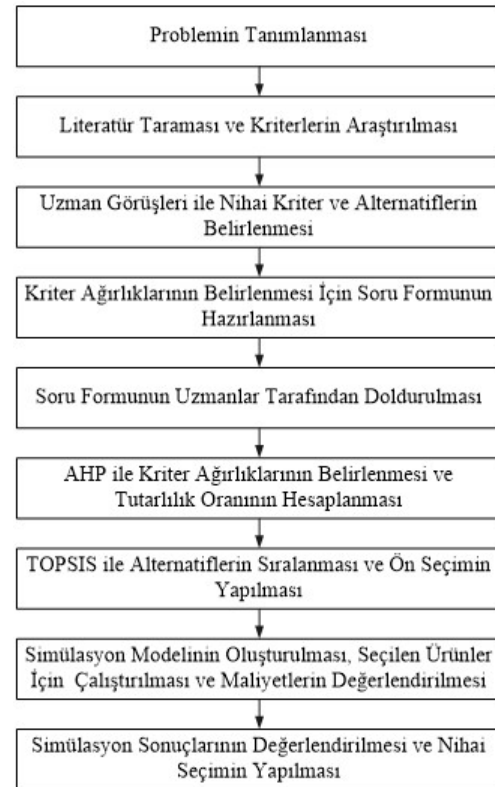 Problemin Tanımlanması
Literatür Taraması ve Kriterlerin Araştırılması
Uzman Görüşleri ile Nihai Kriter ve Alternatiflerin
Belirlenmesi
Kriter Ağırlıklarının Belirlenmesi İçin Soru Formunun
Hazırlanması
Soru Formunun Uzmanlar Tarafından Doldurulması
AHP ile Kriter Ağırlıklarının Belirlenmesi ve
Tutarlılık Oranının Hesaplanması
TOPSIS ile Alternatiflerin Sıralanması ve Ön Seçimin
Yapılması
Simülasyon Modelinin Oluşturulması, Seçilen Ürünler
İçin Çalıştırılması ve Maliyetlerin Değerlendirilmesi
Simülasyon Sonuçlarının Değerlendirilmesi ve Nihai
Seçimin Yapılması